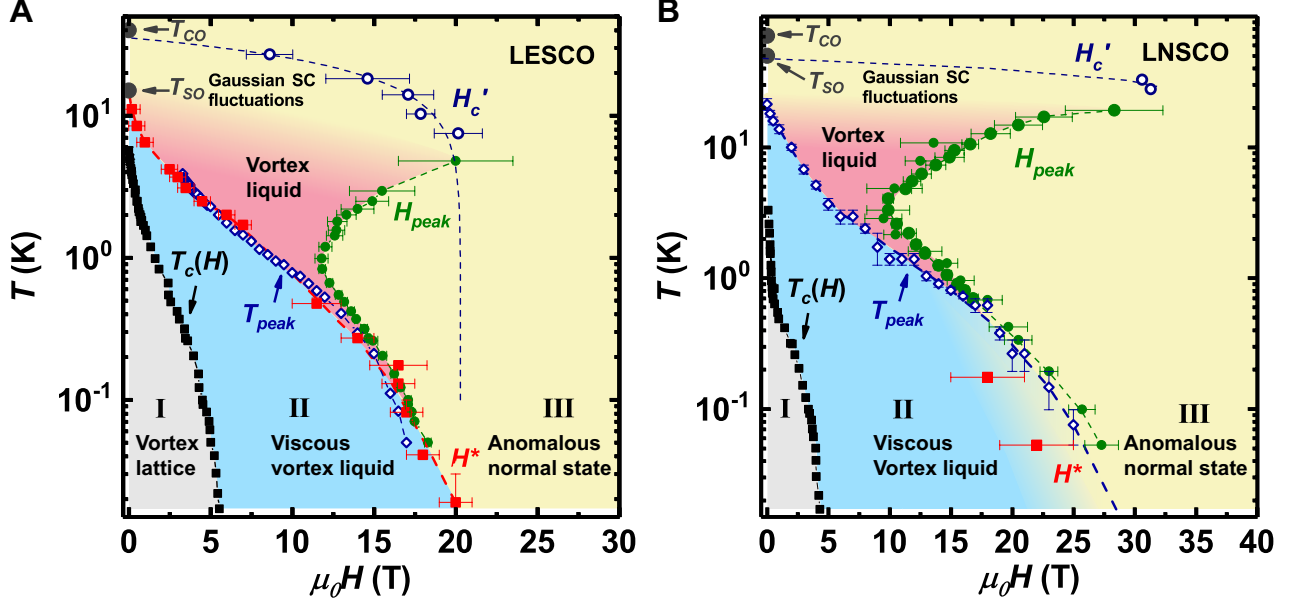 A
T_CO
LESCO
T_SO
Gaussian SC
fluctuations
H_c'
10^1
Vortex
liquid
H_peak
T (K)
10^0
T_c(H)
T_peak
10^-1
I
II
III
Vortex
lattice
Viscous
vortex liquid
H*
Anomalous
normal state
0 5 10 15 20 25 30
μ_0H (T)
B
T_CO
H_c'
LNSCO
T_SO
Gaussian SC
fluctuations
10^1
Vortex
liquid
H_peak
T (K)
10^0
T_c(H)
T_peak
10^-1
I
II
III
Vortex
lattice
Viscous
Vortex liquid
H*
Anomalous
normal state
0 5 10 15 20 25 30 35 40
μ_0H (T)